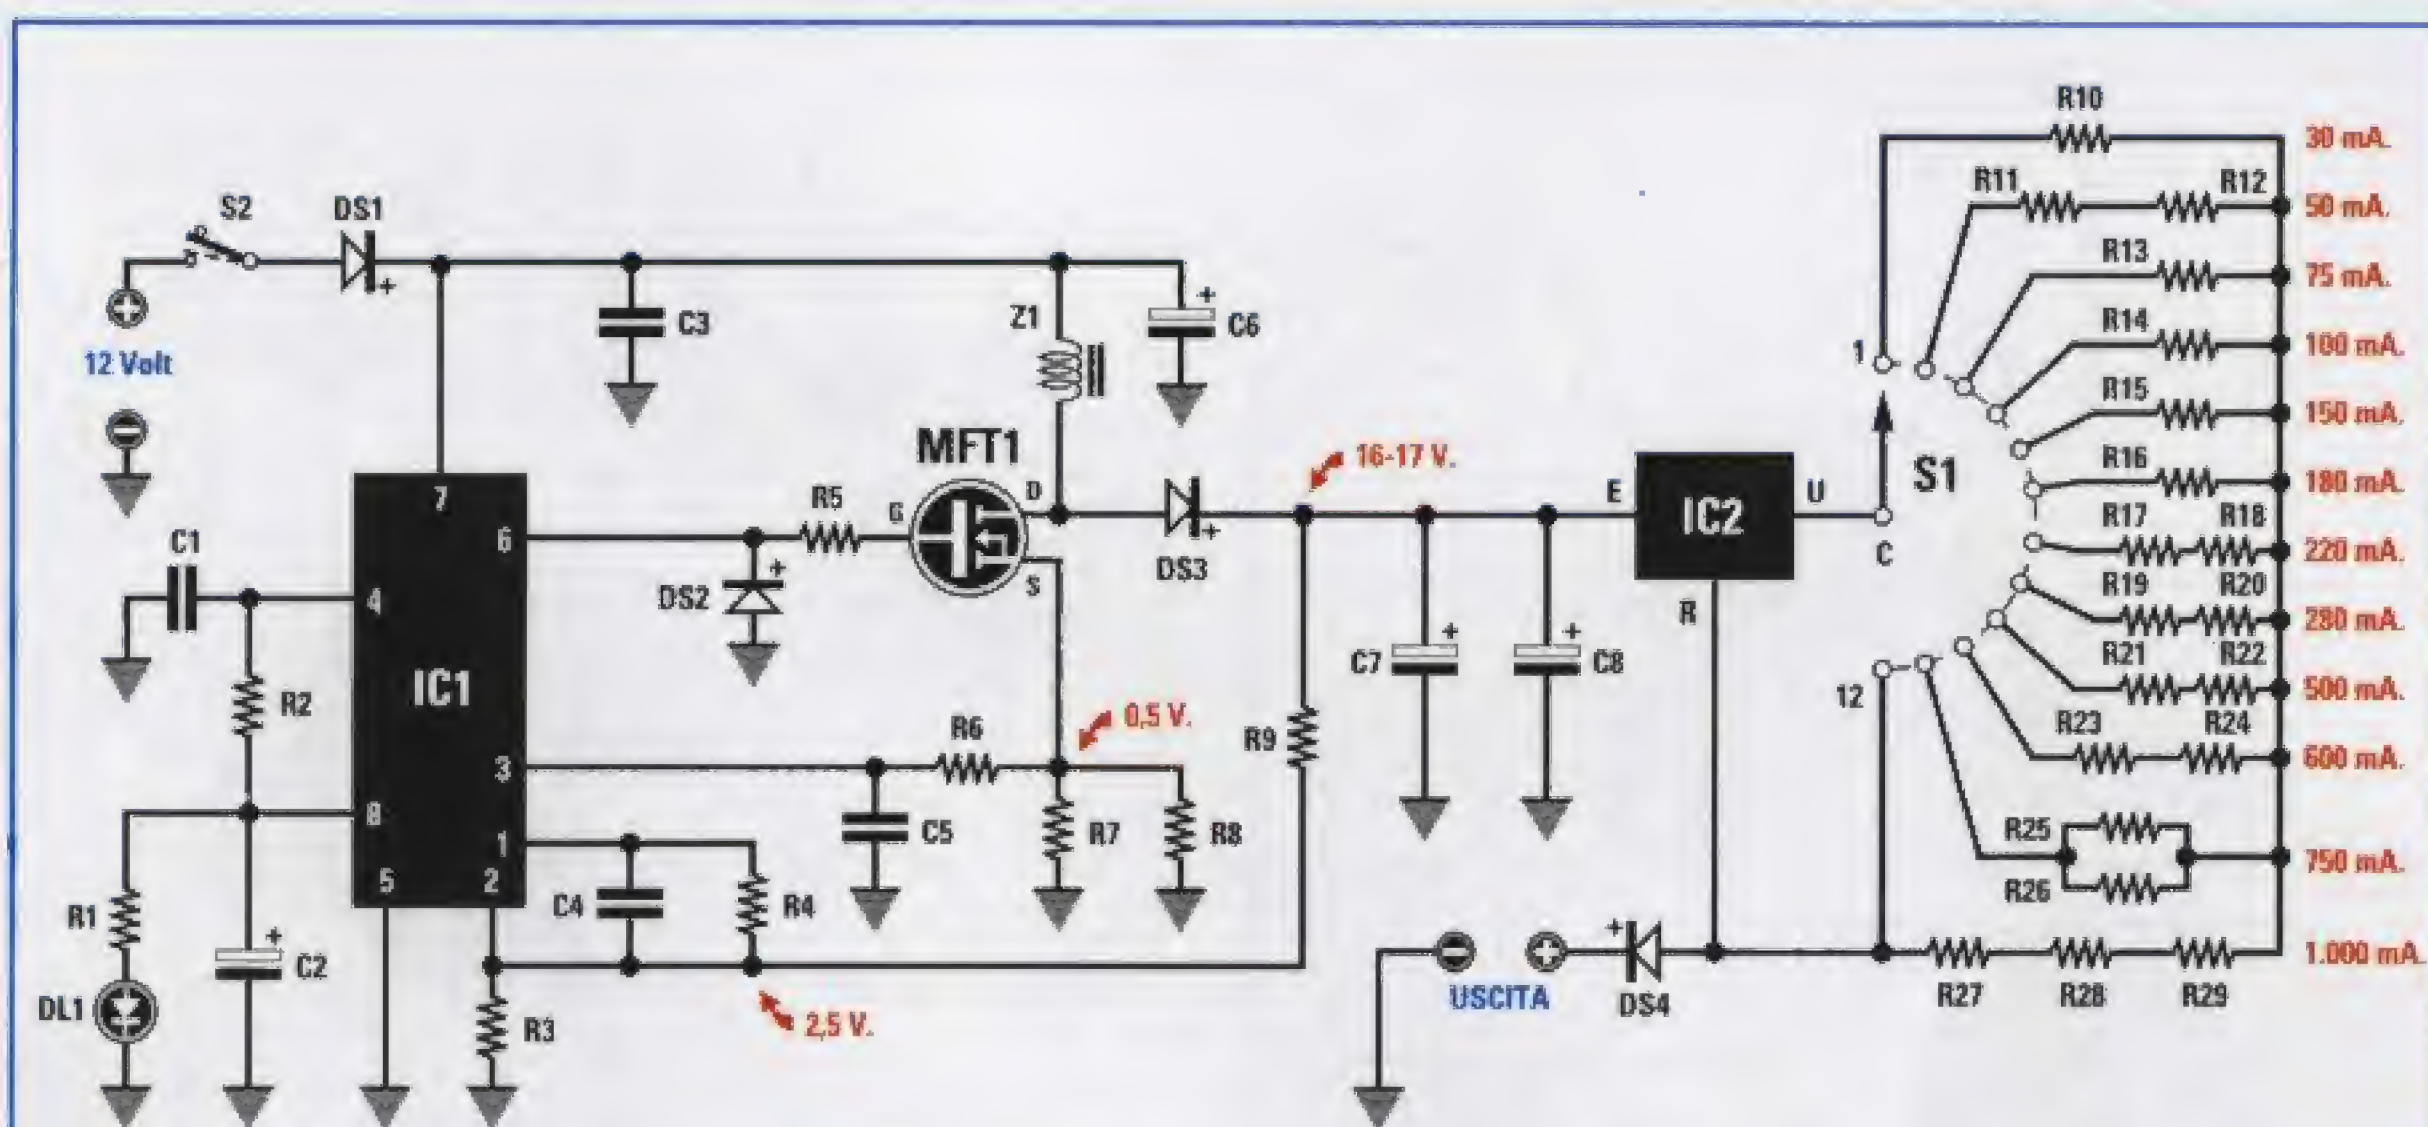 R10
30 mA.
R11
R12
50 mA.
S2
DS1
R13
75 mA.
+
C3
Z1
+
C6
R14
100 mA.
12 Volt
1
R15
150 mA.
MFT1
16-17 V.
R16
180 mA.
S1
7
R5
G
D
E
IC2
U
R17
R18
220 mA.
C1
6
+
DS2
S
+
DS3
C
R19
R20
280 mA.
4
R
R21
R22
500 mA.
IC1
R2
+
C7
+
C8
12
R23
R24
600 mA.
0,5 V.
R6
R9
3
8
C5
R7
R8
R25
750 mA.
R26
1
5
2
C4
R4
R1
+
C2
+
1.000 mA.
DL1
USCITA
DS4
R27
R28
R29
R3
2,5 V.